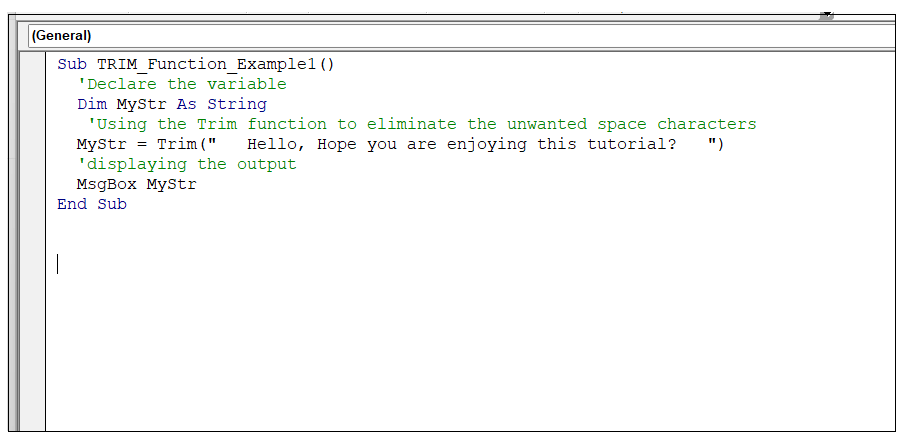 (General)
Sub TRIM_Function_Example1()
'Declare the variable
Dim MyStr As String
'Using the Trim function to eliminate the unwanted space characters
MyStr = Trim("   Hello, Hope you are enjoying this tutorial?   ")
'displaying the output
MsgBox MyStr
End Sub